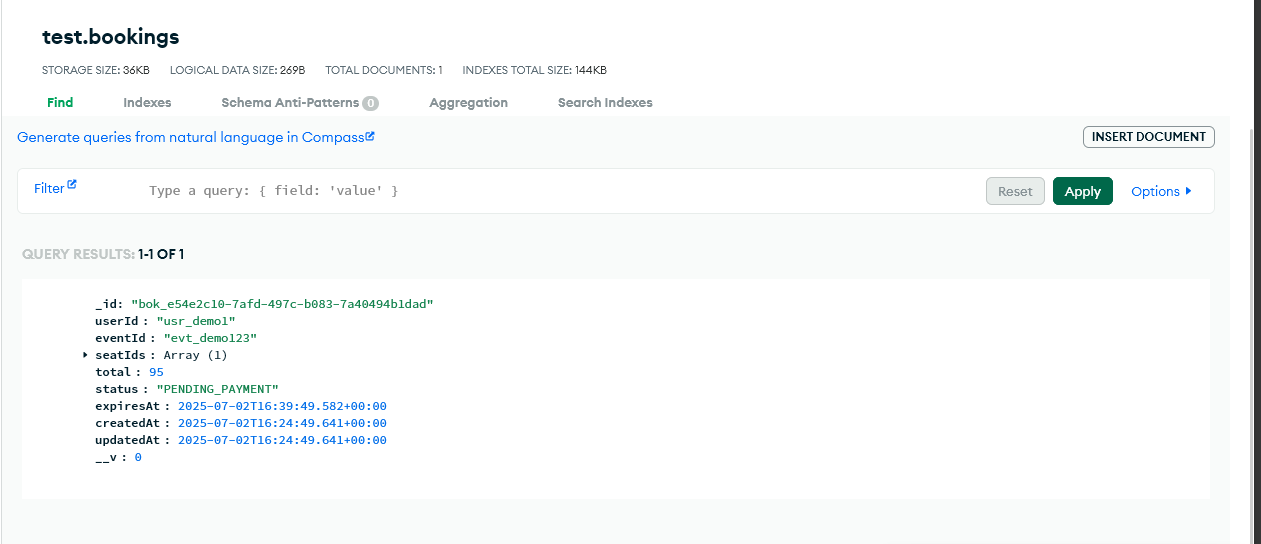 test.bookings
STORAGE SIZE: 36KB LOGICAL DATA SIZE: 269B TOTAL DOCUMENTS: 1 INDEXES TOTAL SIZE: 144KB
Find Indexes Schema Anti-Patterns 0 Aggregation Search Indexes
Generate queries from natural language in Compass
INSERT DOCUMENT
Filter Type a query: { field: 'value' } Reset Apply Options
QUERY RESULTS: 1-1 OF 1
_id: "bok_e54e2c10-7afd-497c-b083-7a40494b1dad"
userId : "usr_demo1"
eventId : "evt_demo123"
seatIds : Array (1)
total : 95
status : "PENDING_PAYMENT"
expiresAt : 2025-07-02T16:39:49.582+00:00
createdAt : 2025-07-02T16:24:49.641+00:00
updatedAt : 2025-07-02T16:24:49.641+00:00
__v : 0